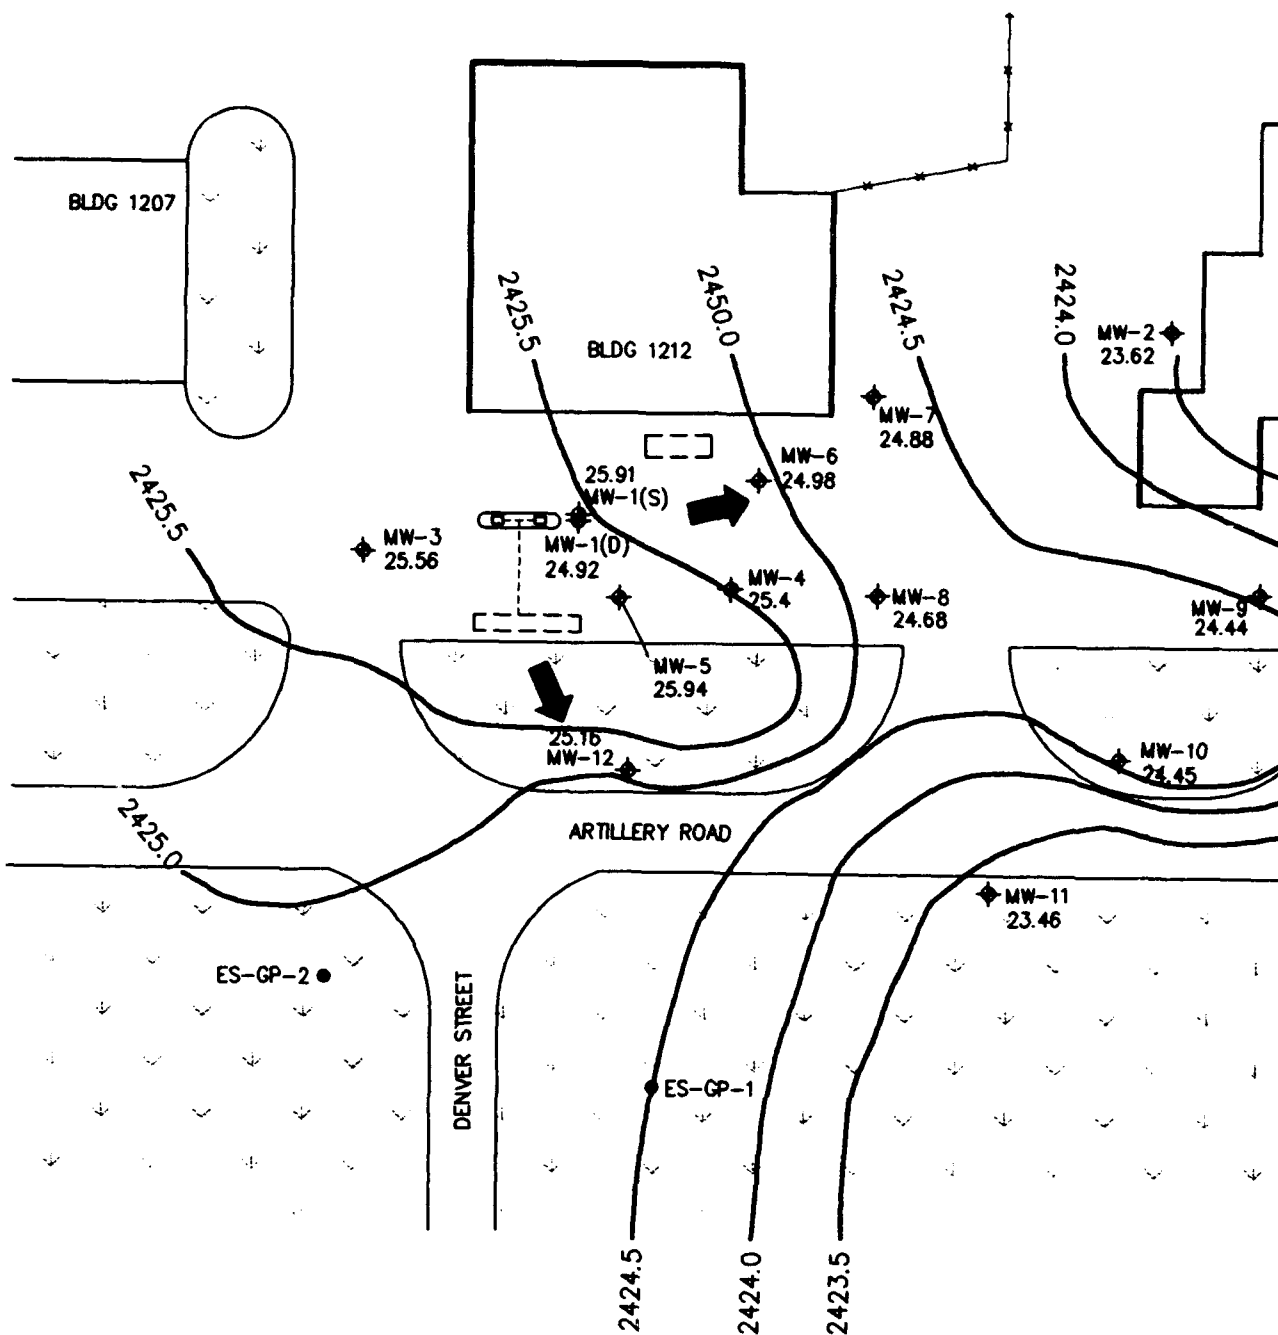 BLDG 1207
2425.5
2450.0
2424.5
2424.0
MW-2
23.62
BLDG 1212
MW-7
24.88
MW-6
24.98
25.91
MW-1(S)
2425.5
MW-3
25.56
MW-1(D)
24.92
MW-4
25.4
MW-8
24.68
MW-9
24.44
MW-5
25.94
25.16
MW-12
MW-10
24.45
2425.0
ARTILLERY ROAD
MW-11
23.46
ES-GP-2
DENVER STREET
ES-GP-1
2424.5
2424.0
2423.5